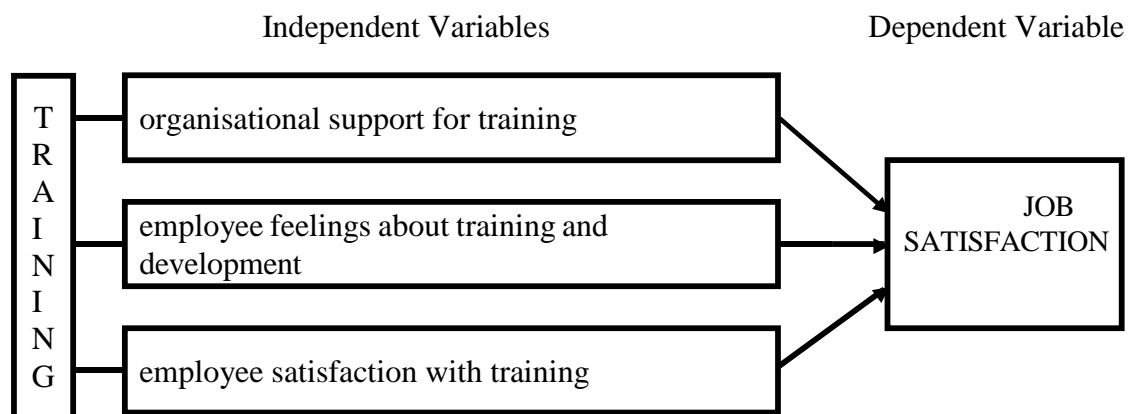 Independent Variables
Dependent Variable
T
R
A
I
N
I
N
G
organisational support for training
employee feelings about training and
development
employee satisfaction with training
JOB
SATISFACTION